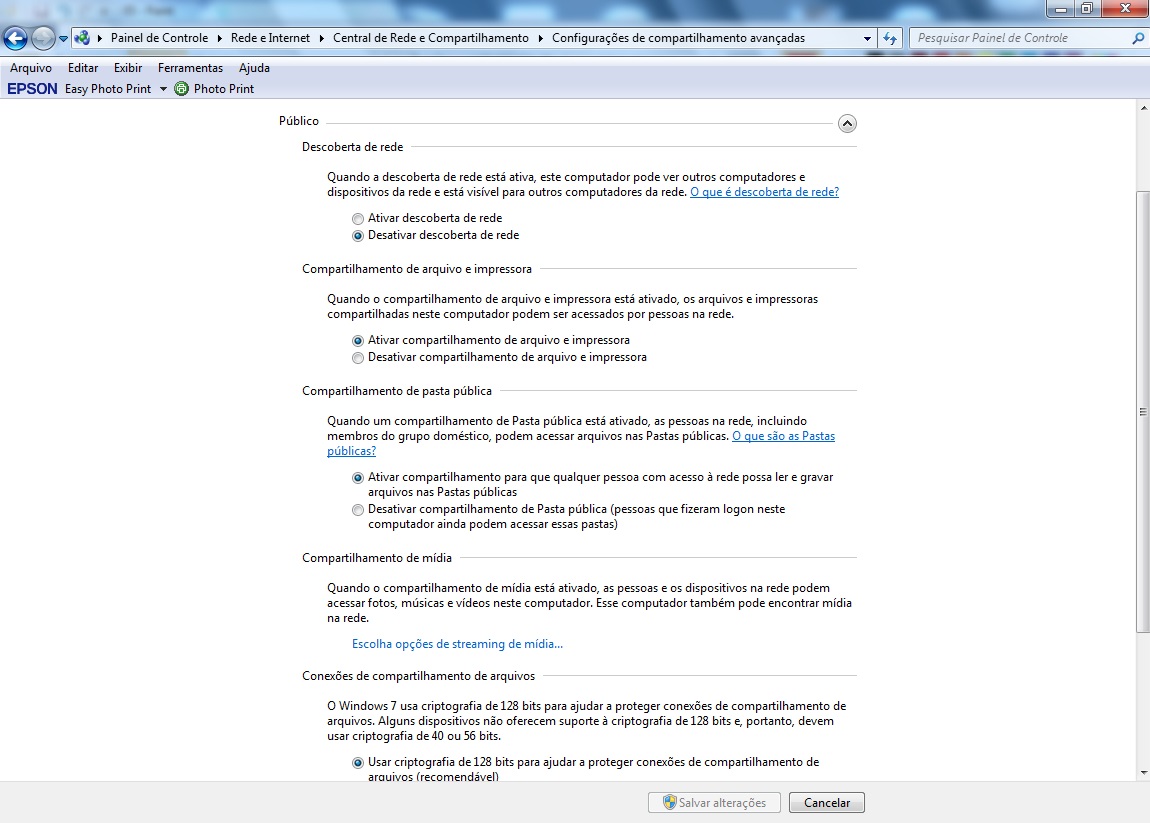 Painel de Controle Rede e Internet Central de Rede e Compartilhamento Configurações de compartilhamento avançadas Pesquisar Painel de Controle
Arquivo Editar Exibir Ferramentas Ajuda
EPSON Easy Photo Print Photo Print
Público
Descoberta de rede
Quando a descoberta de rede está ativa, este computador pode ver outros computadores e
dispositivos da rede e está visível para outros computadores da rede. O que é descoberta de rede?
Ativar descoberta de rede
Desativar descoberta de rede
Compartilhamento de arquivo e impressora
Quando o compartilhamento de arquivo e impressora está ativado, os arquivos e impressoras
compartilhadas neste computador podem ser acessados por pessoas na rede.
Ativar compartilhamento de arquivo e impressora
Desativar compartilhamento de arquivo e impressora
Compartilhamento de pasta pública
Quando um compartilhamento de Pasta pública está ativado, as pessoas na rede, incluindo
membros do grupo doméstico, podem acessar arquivos nas Pastas públicas. O que são as Pastas
públicas?
Ativar compartilhamento para que qualquer pessoa com acesso à rede possa ler e gravar
arquivos nas Pastas públicas
Desativar compartilhamento de Pasta pública (pessoas que fizeram logon neste
computador ainda podem acessar essas pastas)
Compartilhamento de mídia
Quando o compartilhamento de mídia está ativado, as pessoas e os dispositivos na rede podem
acessar fotos, músicas e vídeos neste computador. Esse computador também pode encontrar mídia
na rede.
Escolha opções de streaming de mídia...
Conexões de compartilhamento de arquivos
O Windows 7 usa criptografia de 128 bits para ajudar a proteger conexões de compartilhamento de
arquivos. Alguns dispositivos não oferecem suporte à criptografia de 128 bits e, portanto, devem
usar criptografia de 40 ou 56 bits.
Usar criptografia de 128 bits para ajudar a proteger conexões de compartilhamento de
arquivos (recomendável)
Salvar alterações Cancelar